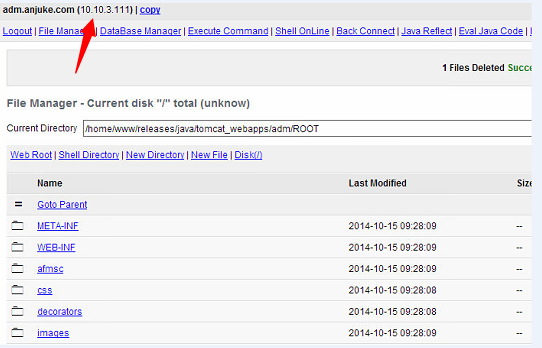 adm.anjuke.com (10.10.3.111) | copy
Logout | File Manager | DataBase Manager | Execute Command | Shell OnLine | Back Connect | Java Reflect | Eval Java Code |
1 Files Deleted Succe
File Manager - Current disk "/" total (unknow)
Current Directory /home/www/releases/java/tomcat_webapps/adm/ROOT
Web Root | Shell Directory | New Directory | New File | Disk(/)
Name Last Modified Size
= Goto Parent
META-INF 2014-10-15 09:28:09 --
WEB-INF 2014-10-15 09:28:09 --
afmsc 2014-10-15 09:28:09 --
css 2014-10-15 09:28:08 --
decorators 2014-10-15 09:28:08 --
images 2014-10-15 09:28:09 --